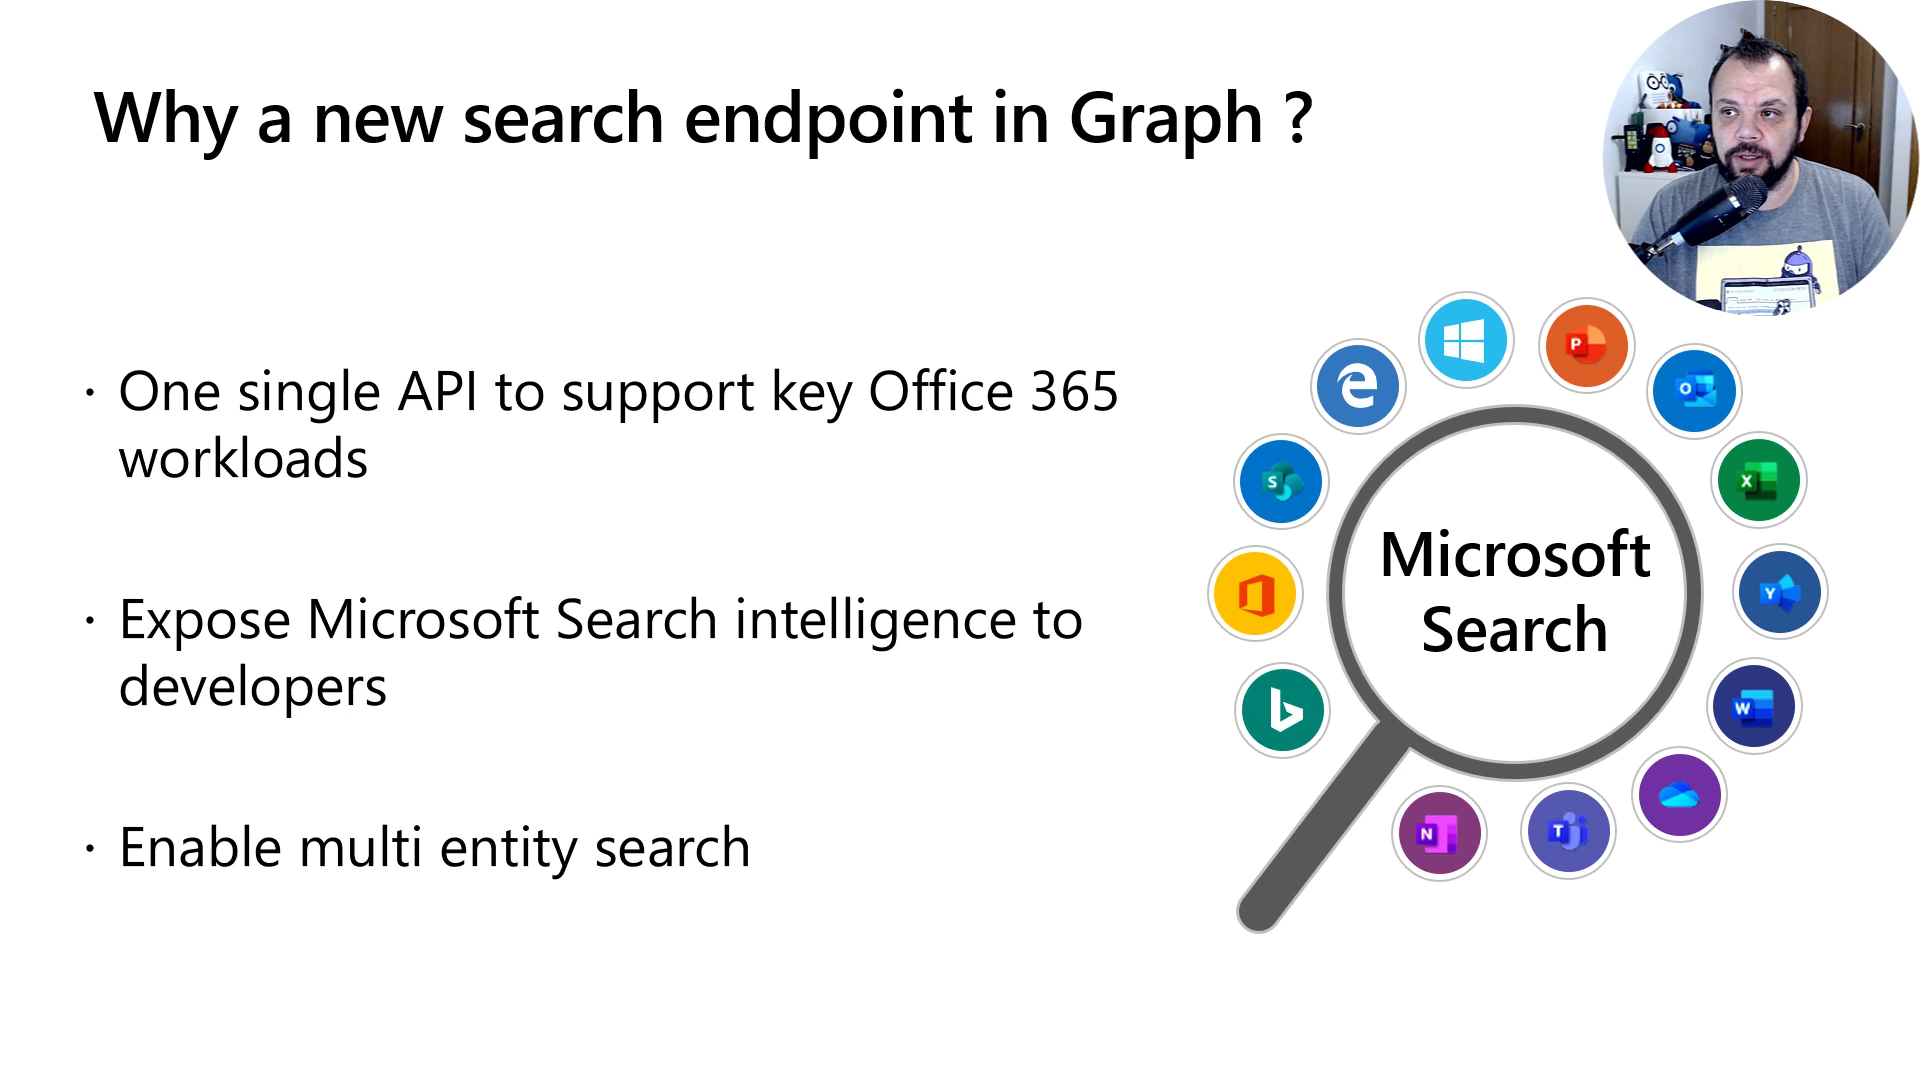 Why a new search endpoint in Graph ?
· One single API to support key Office 365
workloads
· Expose Microsoft Search intelligence to
developers
· Enable multi entity search
Microsoft
Search
P
O
X
Y
W
T
N
S